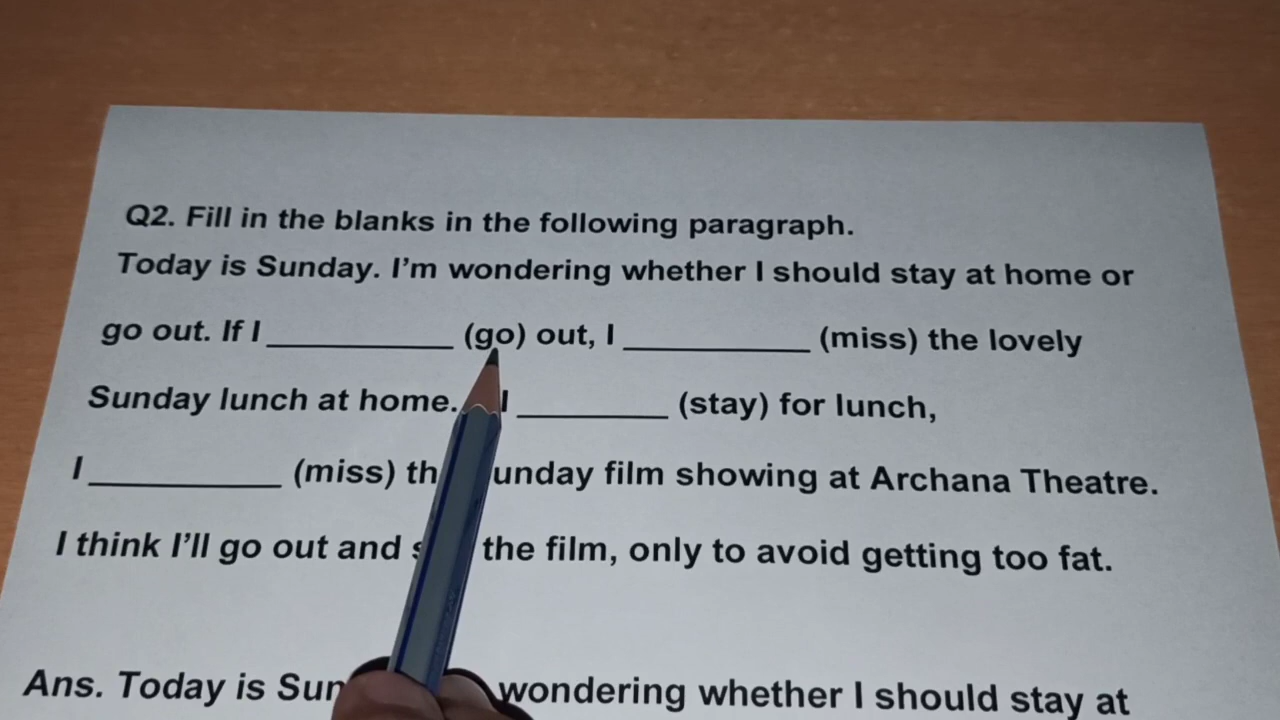 Q2. Fill in the blanks in the following paragraph.
Today is Sunday. I'm wondering whether I should stay at home or
go out. If I __________ (go) out, I __________ (miss) the lovely
Sunday lunch at home. I ________ (stay) for lunch,
I __________ (miss) th unday film showing at Archana Theatre.
I think I'll go out and s the film, only to avoid getting too fat.
Ans. Today is Sun wondering whether I should stay at